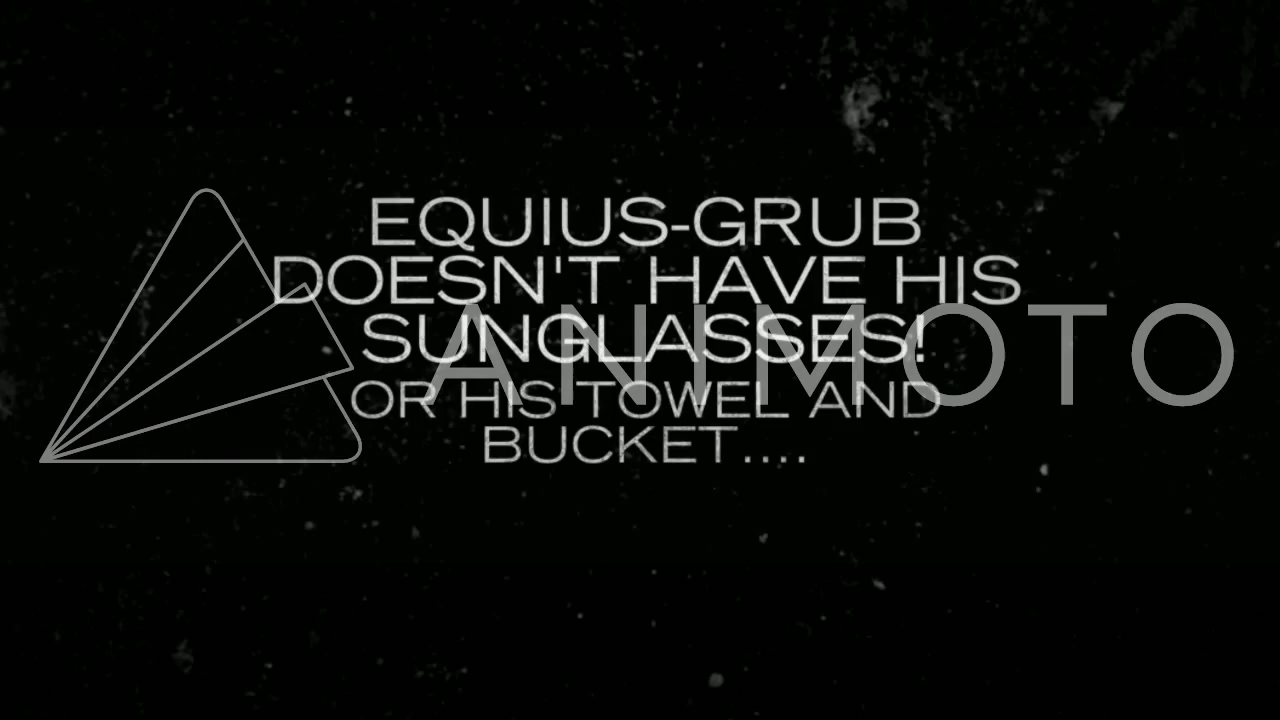 EQUIUS-GRUB
DOESN'T HAVE HIS
SUNGLASSES!
ANIMOTO
OR HIS TOWEL AND
BUCKET....